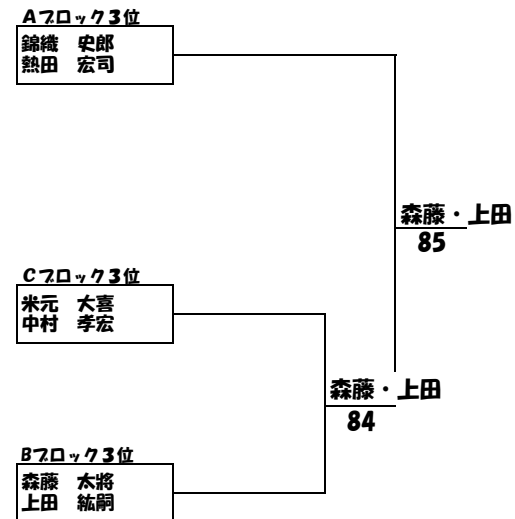 Aブロック3位
錦織　史郎
熱田　宏司
森藤・上田
85
Cブロック3位
米元　大喜
中村　孝宏
森藤・上田
84
Bブロック3位
森藤　太將
上田　紘嗣